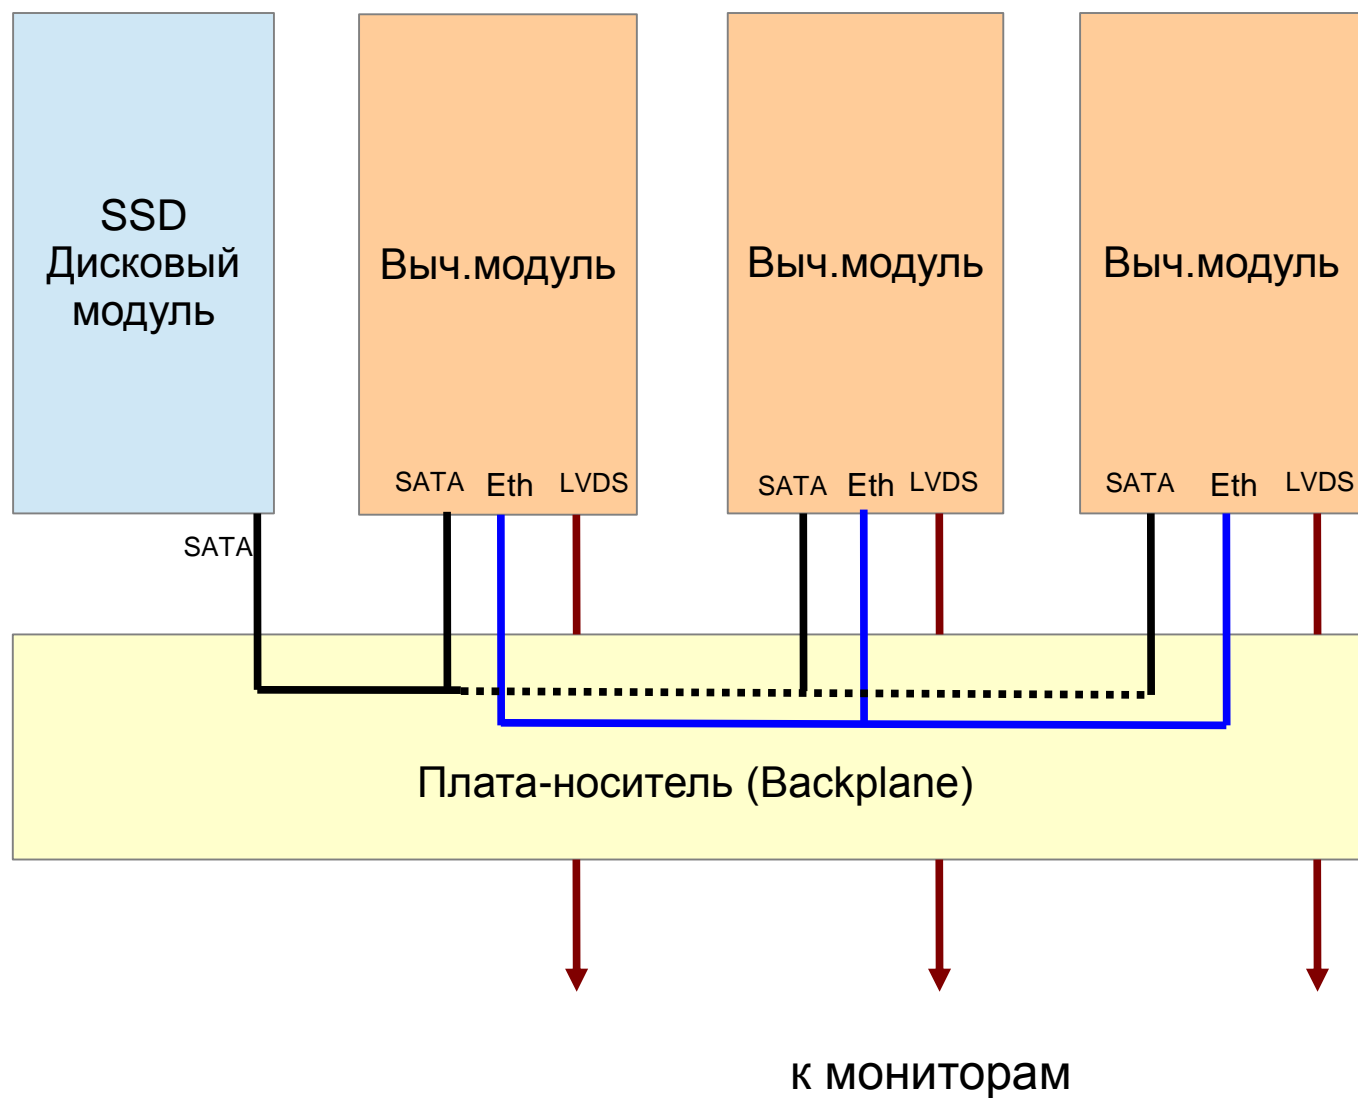 SSD
Дисковый
модуль
Выч.модуль
Выч.модуль
Выч.модуль
SATA Eth LVDS
SATA Eth LVDS
SATA Eth LVDS
SATA
Плата-носитель (Backplane)
к мониторам